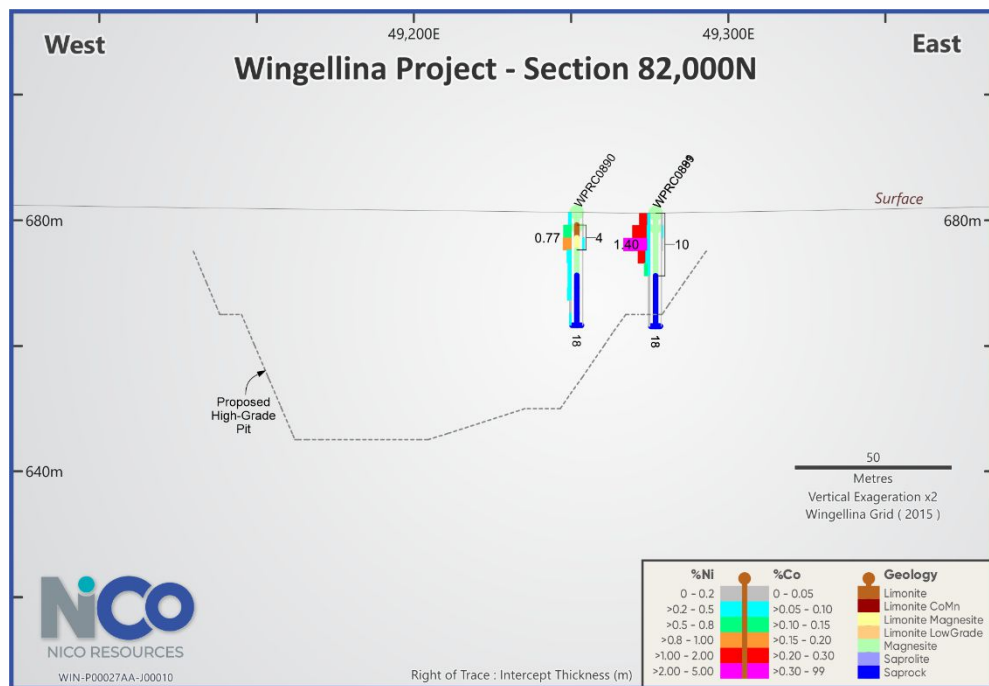 West
49,200E
49,300E
East
Wingellina Project - Section 82,000N
WPRC0890
WPRC0889
Surface
680m
680m
0.77
4
1.40
10
18
18
Proposed
High-Grade
Pit
640m
50
Metres
Vertical Exageration x2
Wingellina Grid ( 2015 )
NiCo
NICO RESOURCES
WIN-P00027AA-J00010
Right of Trace : Intercept Thickness (m)
%Ni %Co Geology
0 - 0.2 0 - 0.05 Limonite
>0.2 - 0.5 >0.05 - 0.10 Limonite CoMn
>0.5 - 0.8 >0.10 - 0.15 Limonite Magnesite
>0.8 - 1.00 >0.15 - 0.20 Limonite LowGrade
>1.00 - 2.00 >0.20 - 0.30 Magnesite
>2.00 - 5.00 >0.30 - 99 Saprolite
Saprock